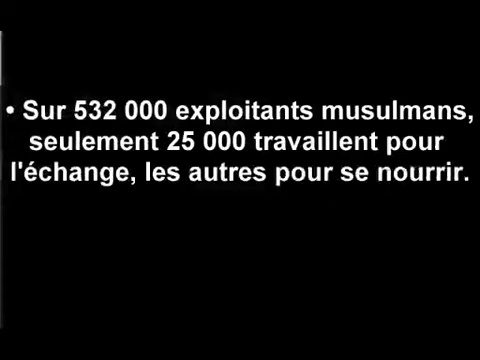 • Sur 532 000 exploitants musulmans,
seulement 25 000 travaillent pour
l'échange, les autres pour se nourrir.